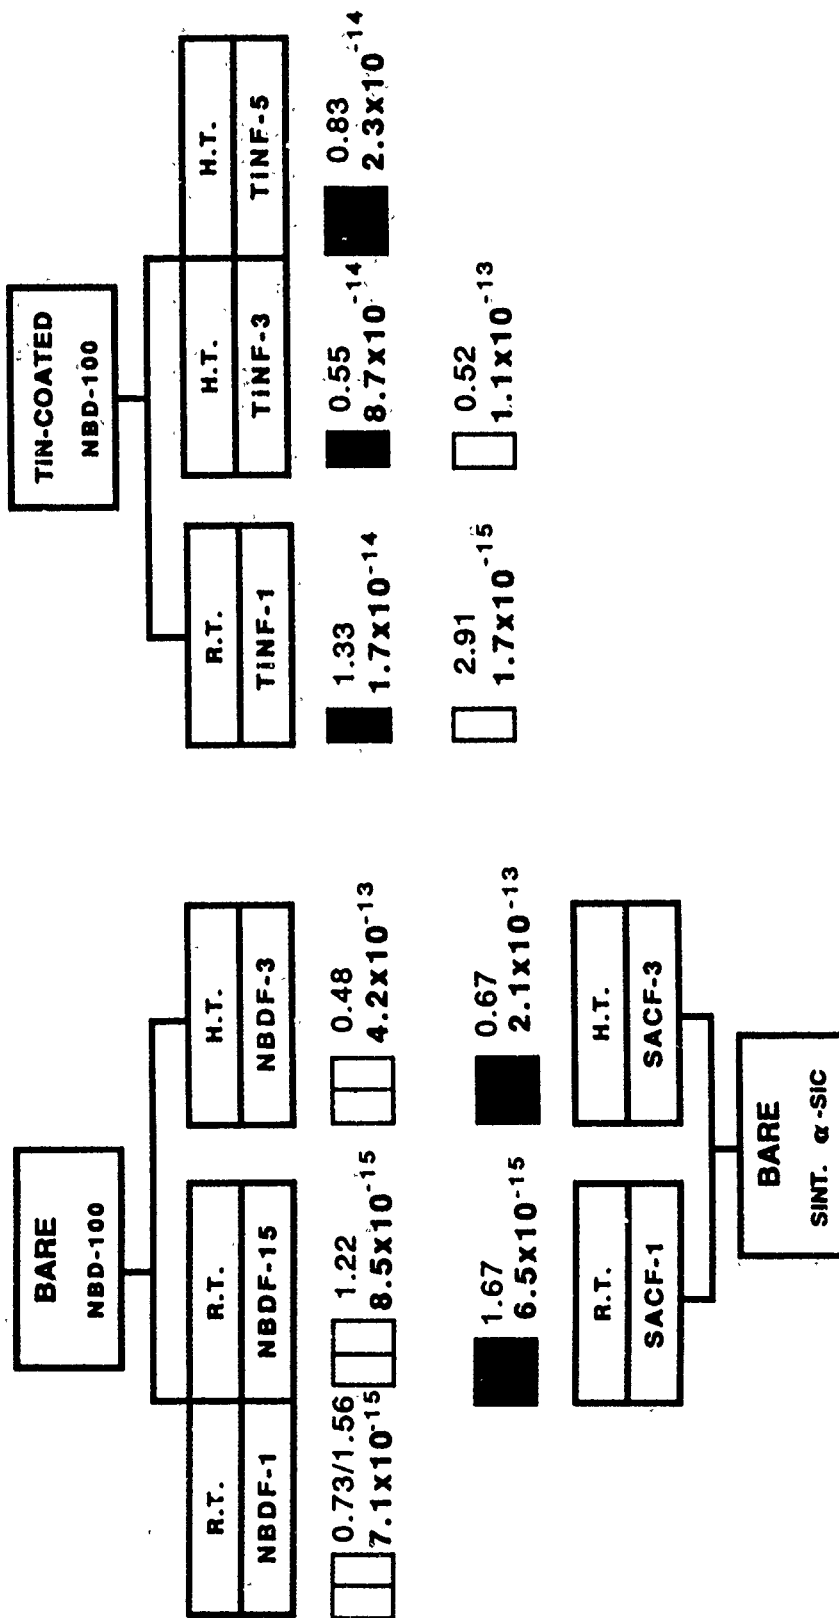 BARE
NBD-100
R.T.
NBDF-1
R.T.
NBDF-15
H.T.
NBDF-3
0.73/1.56
7.1x10-15
1.22
8.5x10-15
0.48
4.2x10-13
1.67
6.5x10-15
0.67
2.1x10-13
R.T.
SACF-1
H.T.
SACF-3
BARE
SINT. α-SiC
TIN-COATED
NBD-100
R.T.
TINF-1
H.T.
TINF-3
H.T.
TINF-5
1.33
1.7x10-14
0.55
8.7x10-14
0.83
2.3x10-14
2.91
1.7x10-15
0.52
1.1x10-13